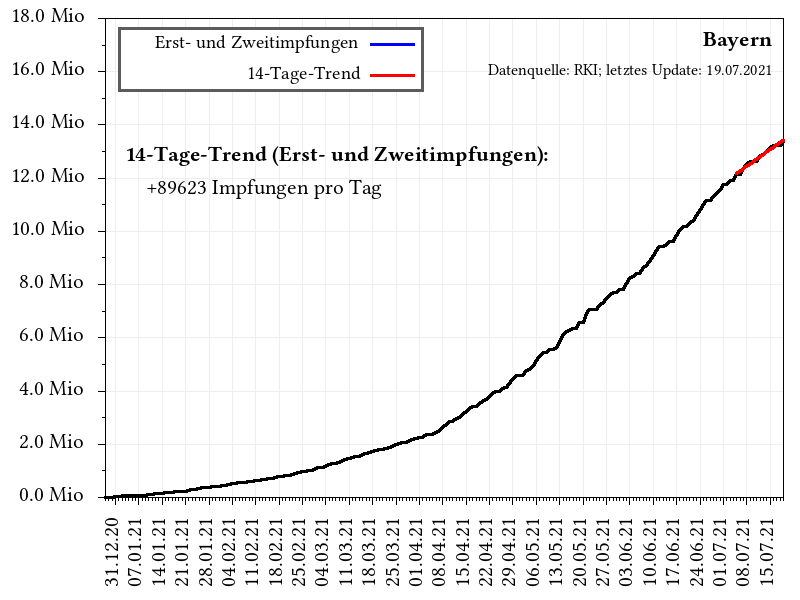 18.0 Mio
16.0 Mio
14.0 Mio
12.0 Mio
10.0 Mio
8.0 Mio
6.0 Mio
4.0 Mio
2.0 Mio
0.0 Mio
Erst- und Zweitimpfungen
14-Tage-Trend
Bayern
Datenquelle: RKI; letztes Update: 19.07.2021
14-Tage-Trend (Erst- und Zweitimpfungen):
+89623 Impfungen pro Tag
31.12.20
07.01.21
14.01.21
21.01.21
28.01.21
04.02.21
11.02.21
18.02.21
25.02.21
04.03.21
11.03.21
18.03.21
25.03.21
01.04.21
08.04.21
15.04.21
22.04.21
29.04.21
06.05.21
13.05.21
20.05.21
27.05.21
03.06.21
10.06.21
17.06.21
24.06.21
01.07.21
08.07.21
15.07.21